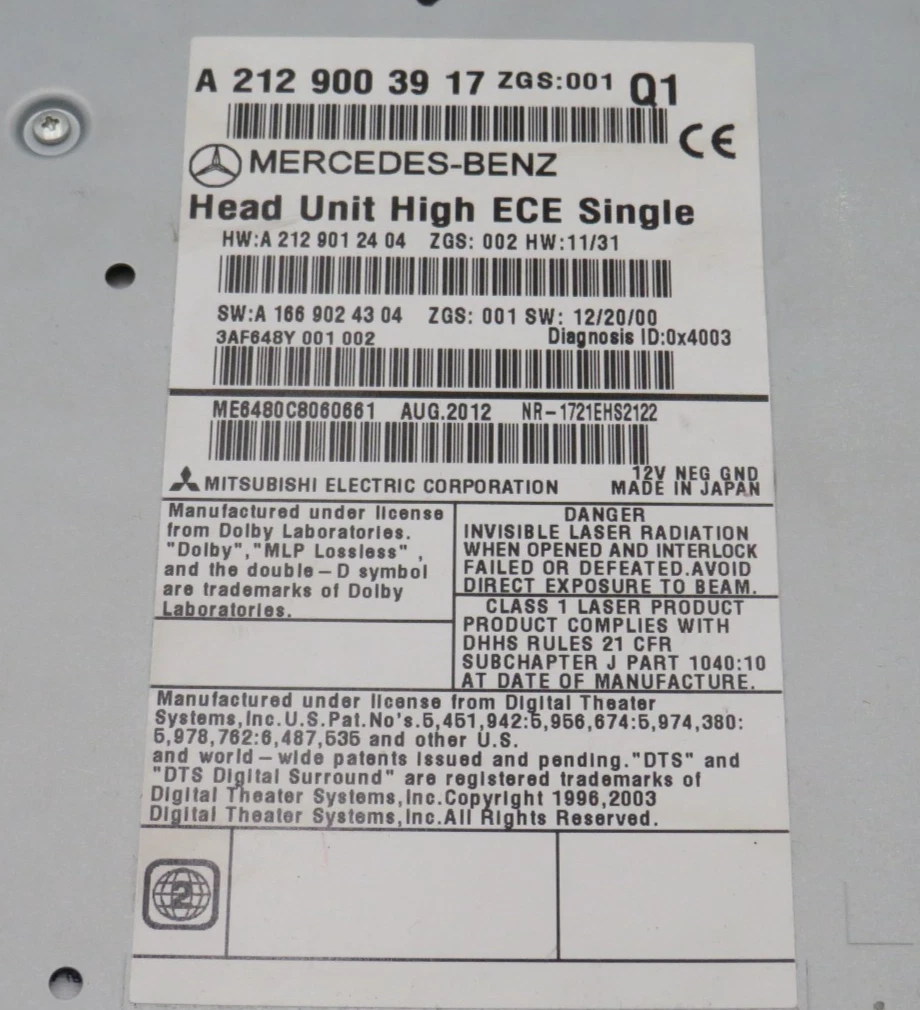 A 212 900 39 17 ZGS:001 Q1
CE
MERCEDES-BENZ
Head Unit High ECE Single
HW:A 212 901 24 04 ZGS: 002 HW:11/31
SW:A 166 902 43 04 ZGS: 001 SW: 12/20/00
3AF648Y 001 002 Diagnosis ID:0x4003
ME6480C8060661 AUG.2012 NR-1721EHS2122
12V NEG GND
MITSUBISHI ELECTRIC CORPORATION MADE IN JAPAN
Manufactured under license
from Dolby Laboratories.
"Dolby","MLP Lossless" ,
and the double-D symbol
are trademarks of Dolby
Laboratories.
DANGER
INVISIBLE LASER RADIATION
WHEN OPENED AND INTERLOCK
FAILED OR DEFEATED.AVOID
DIRECT EXPOSURE TO BEAM.
CLASS 1 LASER PRODUCT
PRODUCT COMPLIES WITH
DHHS RULES 21 CFR
SUBCHAPTER J PART 1040:10
AT DATE OF MANUFACTURE.
Manufactured under license from Digital Theater
Systems,Inc.U.S.Pat.No's.5,451,942:5,956,674:5,974,380:
5,978,762:6,487,535 and other U.S.
and world-wide patents issued and pending."DTS" and
"DTS Digital Surround" are registered trademarks of
Digital Theater Systems,Inc.Copyright 1996,2003
Digital Theater Systems,Inc.All Rights Reserved.
2